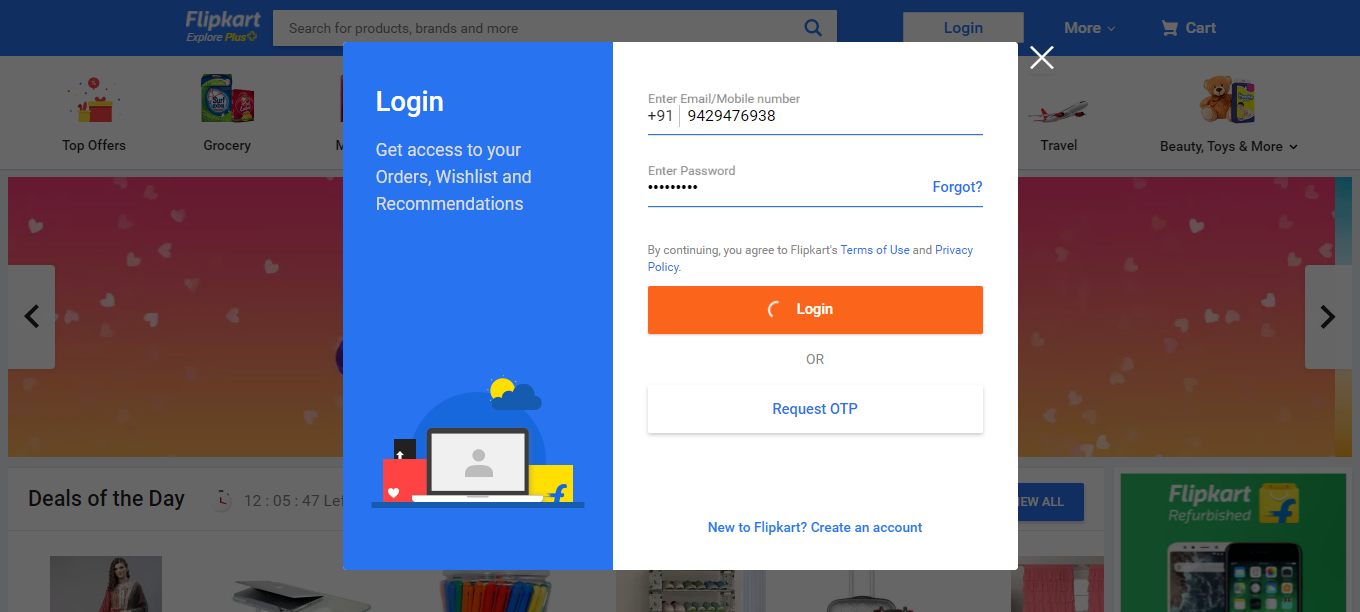 Flipkart
Explore Plus
Search for products, brands and more
Login
More
Cart
Top Offers
Grocery
M
Travel
Beauty, Toys & More
Login
Get access to your
Orders, Wishlist and
Recommendations
Enter Email/Mobile number
+91 9429476938
Enter Password
•••••••••
Forgot?
By continuing, you agree to Flipkart's Terms of Use and Privacy
Policy.
Login
OR
Request OTP
New to Flipkart? Create an account
Deals of the Day
12 : 05 : 47 Lef
IEW ALL
Flipkart
Refurbished